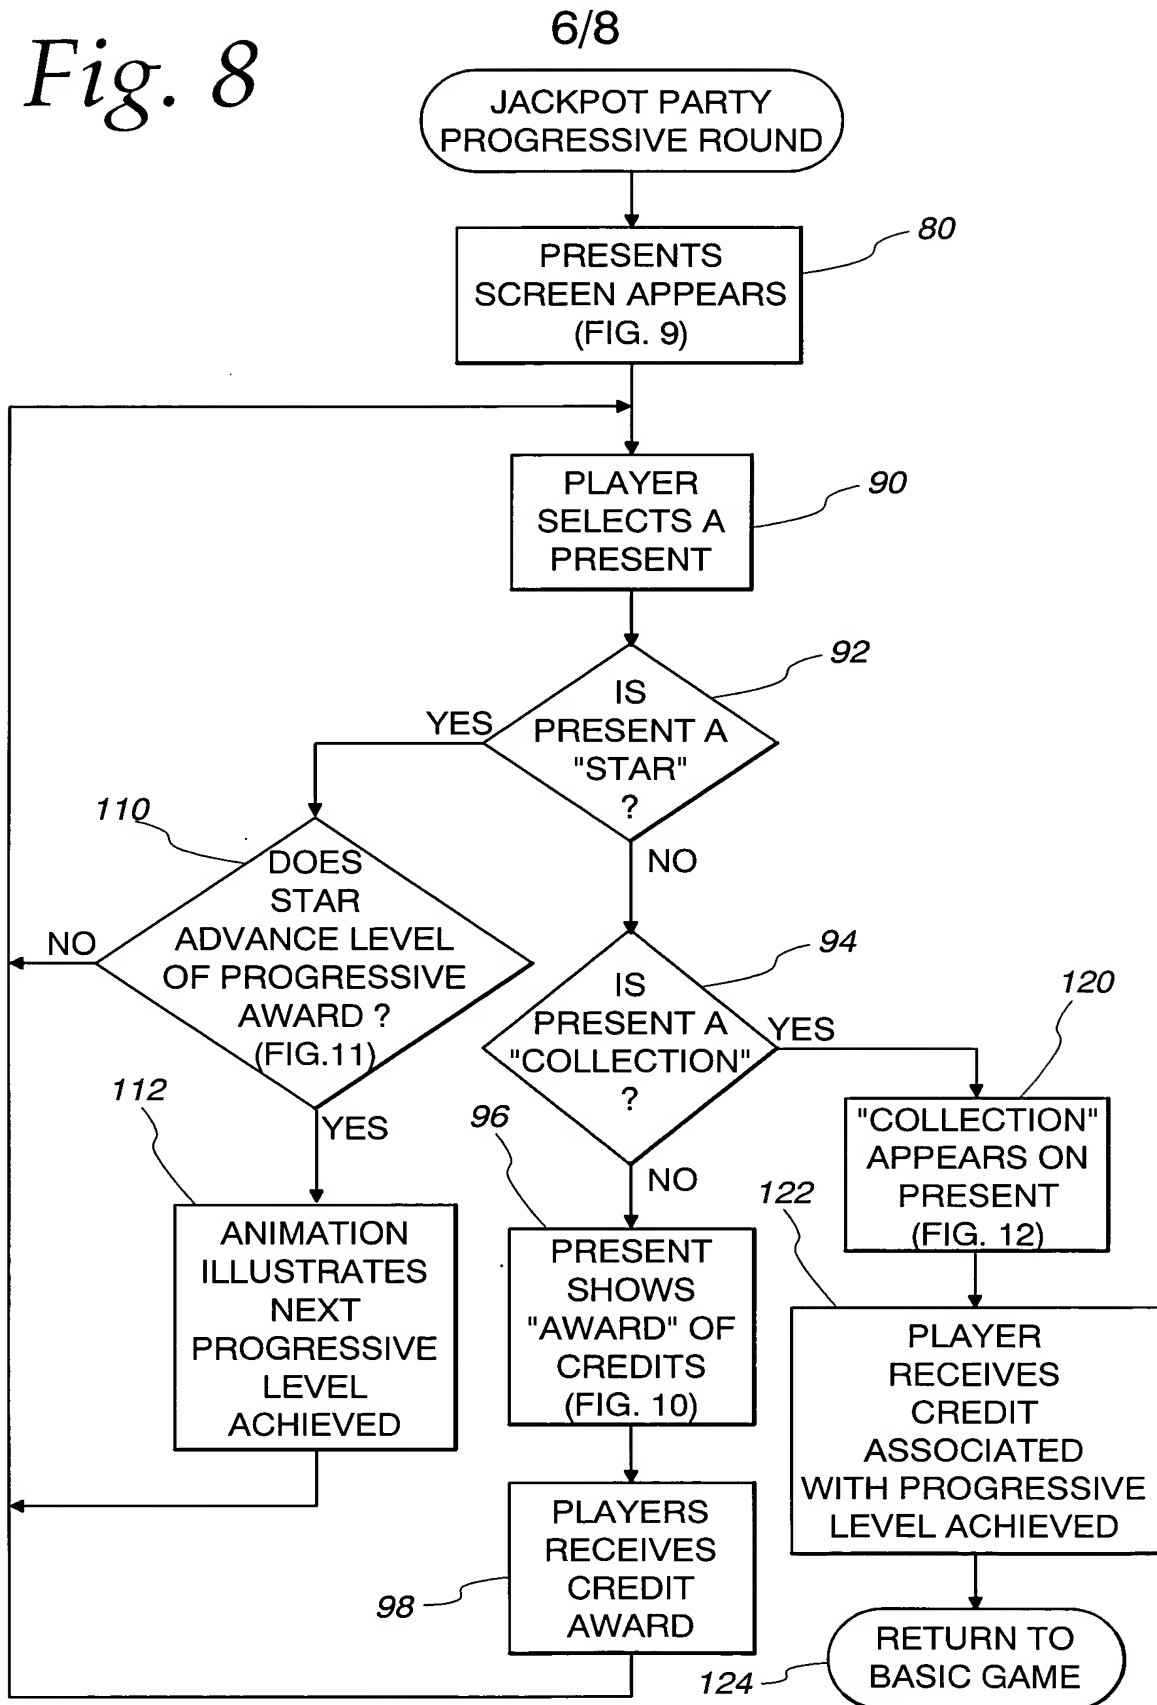 6/8
Fig. 8
JACKPOT PARTY
PROGRESSIVE ROUND
80
PRESENTS
SCREEN APPEARS
(FIG. 9)
90
PLAYER
SELECTS A
PRESENT
92
IS
PRESENT A
"STAR"
?
YES
NO
110
DOES
STAR
ADVANCE LEVEL
OF PROGRESSIVE
AWARD ?
(FIG.11)
NO
YES
94
IS
PRESENT A
"COLLECTION"
?
YES
NO
120
"COLLECTION"
APPEARS ON
PRESENT
(FIG. 12)
112
ANIMATION
ILLUSTRATES
NEXT
PROGRESSIVE
LEVEL
ACHIEVED
96
PRESENT
SHOWS
"AWARD" OF
CREDITS
(FIG. 10)
122
PLAYER
RECEIVES
CREDIT
ASSOCIATED
WITH PROGRESSIVE
LEVEL ACHIEVED
98
PLAYERS
RECEIVES
CREDIT
AWARD
124
RETURN TO
BASIC GAME